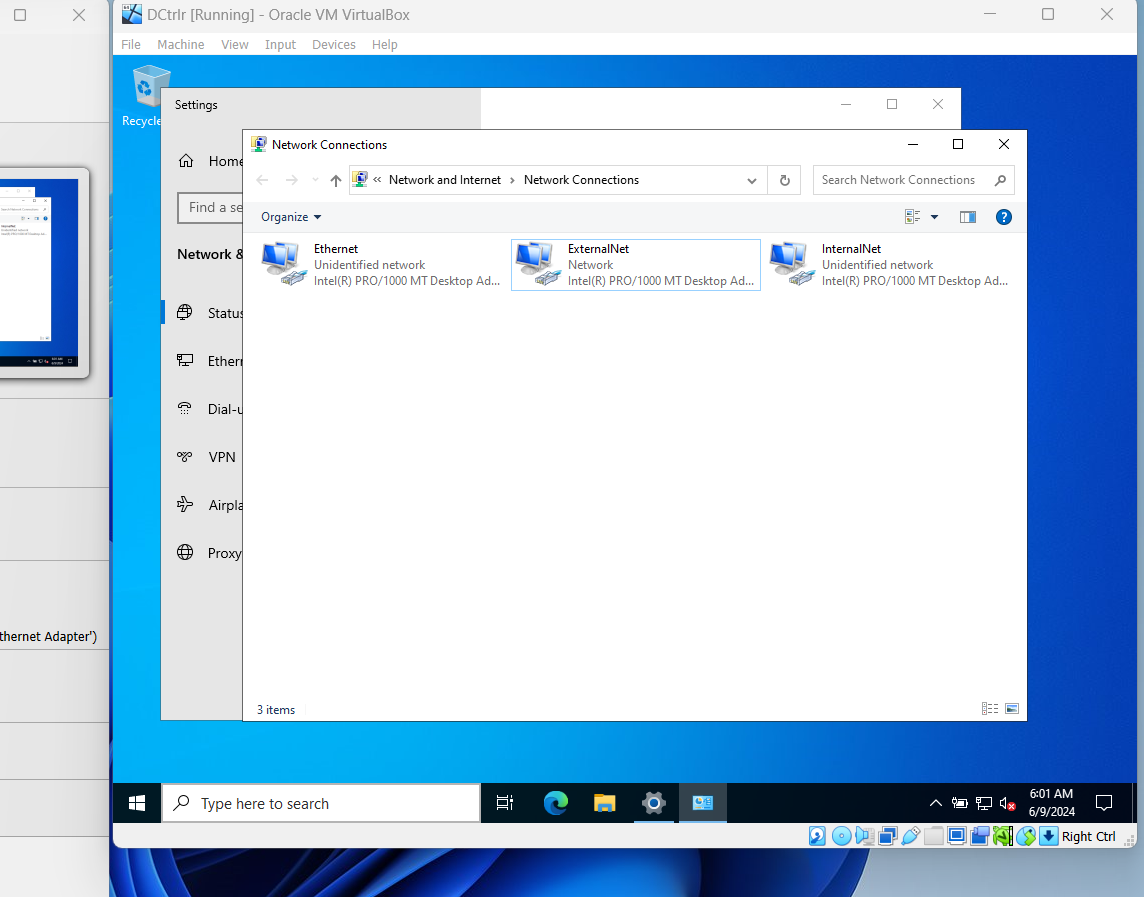 DCtrlr [Running] - Oracle VM VirtualBox
File Machine View Input Devices Help
Recycle
Settings
Home
Find a se
Network &
Status
Ether
Dial-u
VPN
Airpla
Proxy
Network Connections
« Network and Internet › Network Connections
Search Network Connections
Organize
Ethernet
Unidentified network
Intel(R) PRO/1000 MT Desktop Ad...
ExternalNet
Network
Intel(R) PRO/1000 MT Desktop Ad...
InternalNet
Unidentified network
Intel(R) PRO/1000 MT Desktop Ad...
3 items
thernet Adapter')
Type here to search
6:01 AM
6/9/2024
Right Ctrl